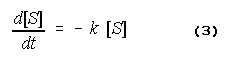 d[S]/dt = - k [S] (3)